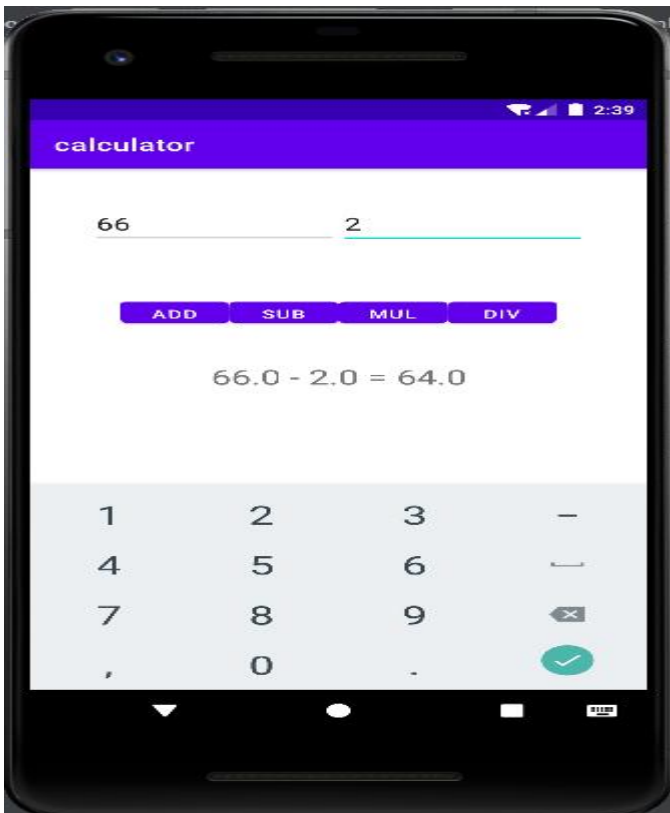 2:39
calculator
66 2
ADD SUB MUL DIV
66.0 - 2.0 = 64.0
1 2 3 -
4 5 6
7 8 9
, 0 .